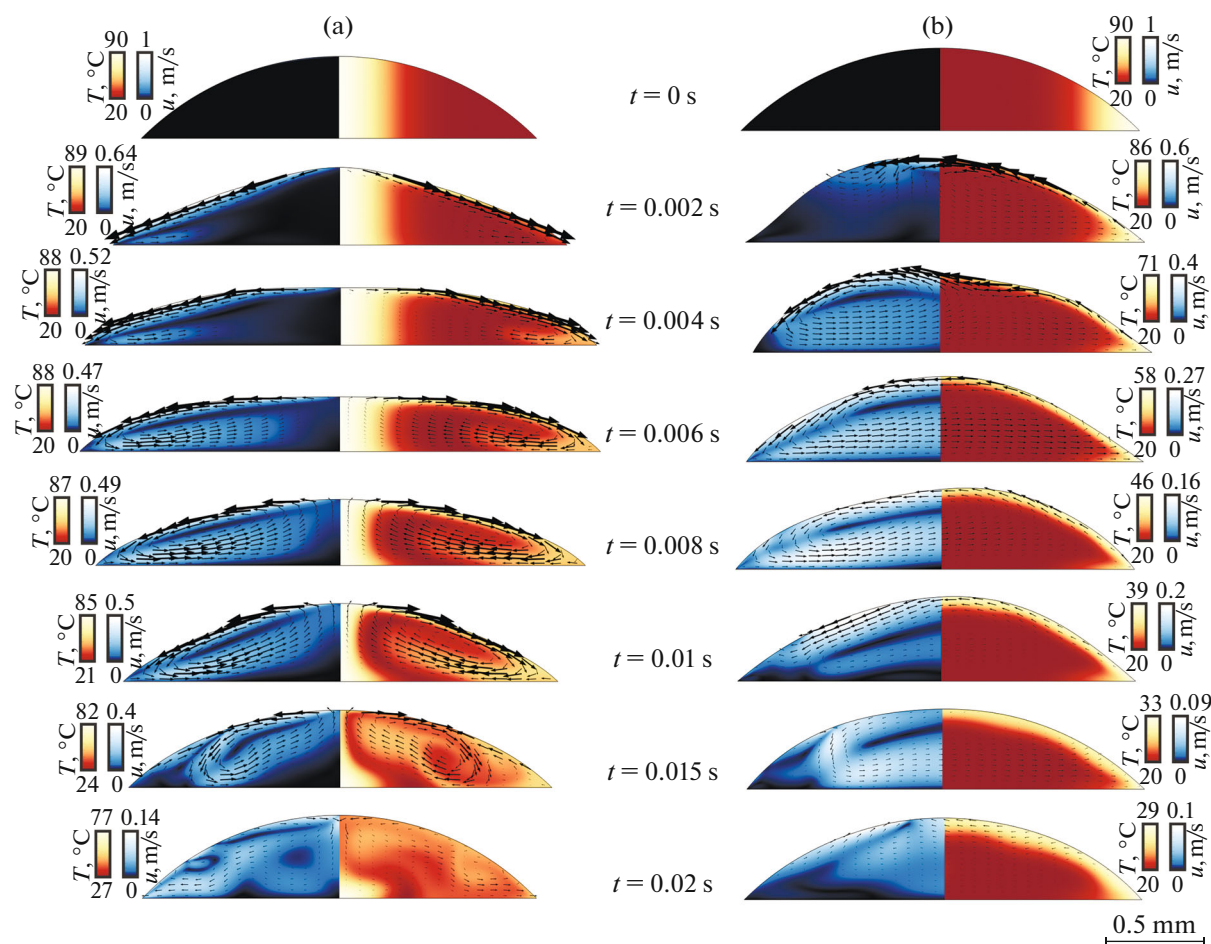 (a)
(b)
90 1
T, °C u, m/s
20 0
t = 0 s
90 1
T, °C u, m/s
20 0
89 0.64
T, °C u, m/s
20 0
t = 0.002 s
86 0.6
T, °C u, m/s
20 0
88 0.52
T, °C u, m/s
20 0
t = 0.004 s
71 0.4
T, °C u, m/s
20 0
88 0.47
T, °C u, m/s
20 0
t = 0.006 s
58 0.27
T, °C u, m/s
20 0
87 0.49
T, °C u, m/s
20 0
t = 0.008 s
46 0.16
T, °C u, m/s
20 0
85 0.5
T, °C u, m/s
21 0
t = 0.01 s
39 0.2
T, °C u, m/s
20 0
82 0.4
T, °C u, m/s
24 0
t = 0.015 s
33 0.09
T, °C u, m/s
20 0
77 0.14
T, °C u, m/s
27 0
t = 0.02 s
29 0.1
T, °C u, m/s
20 0
0.5 mm